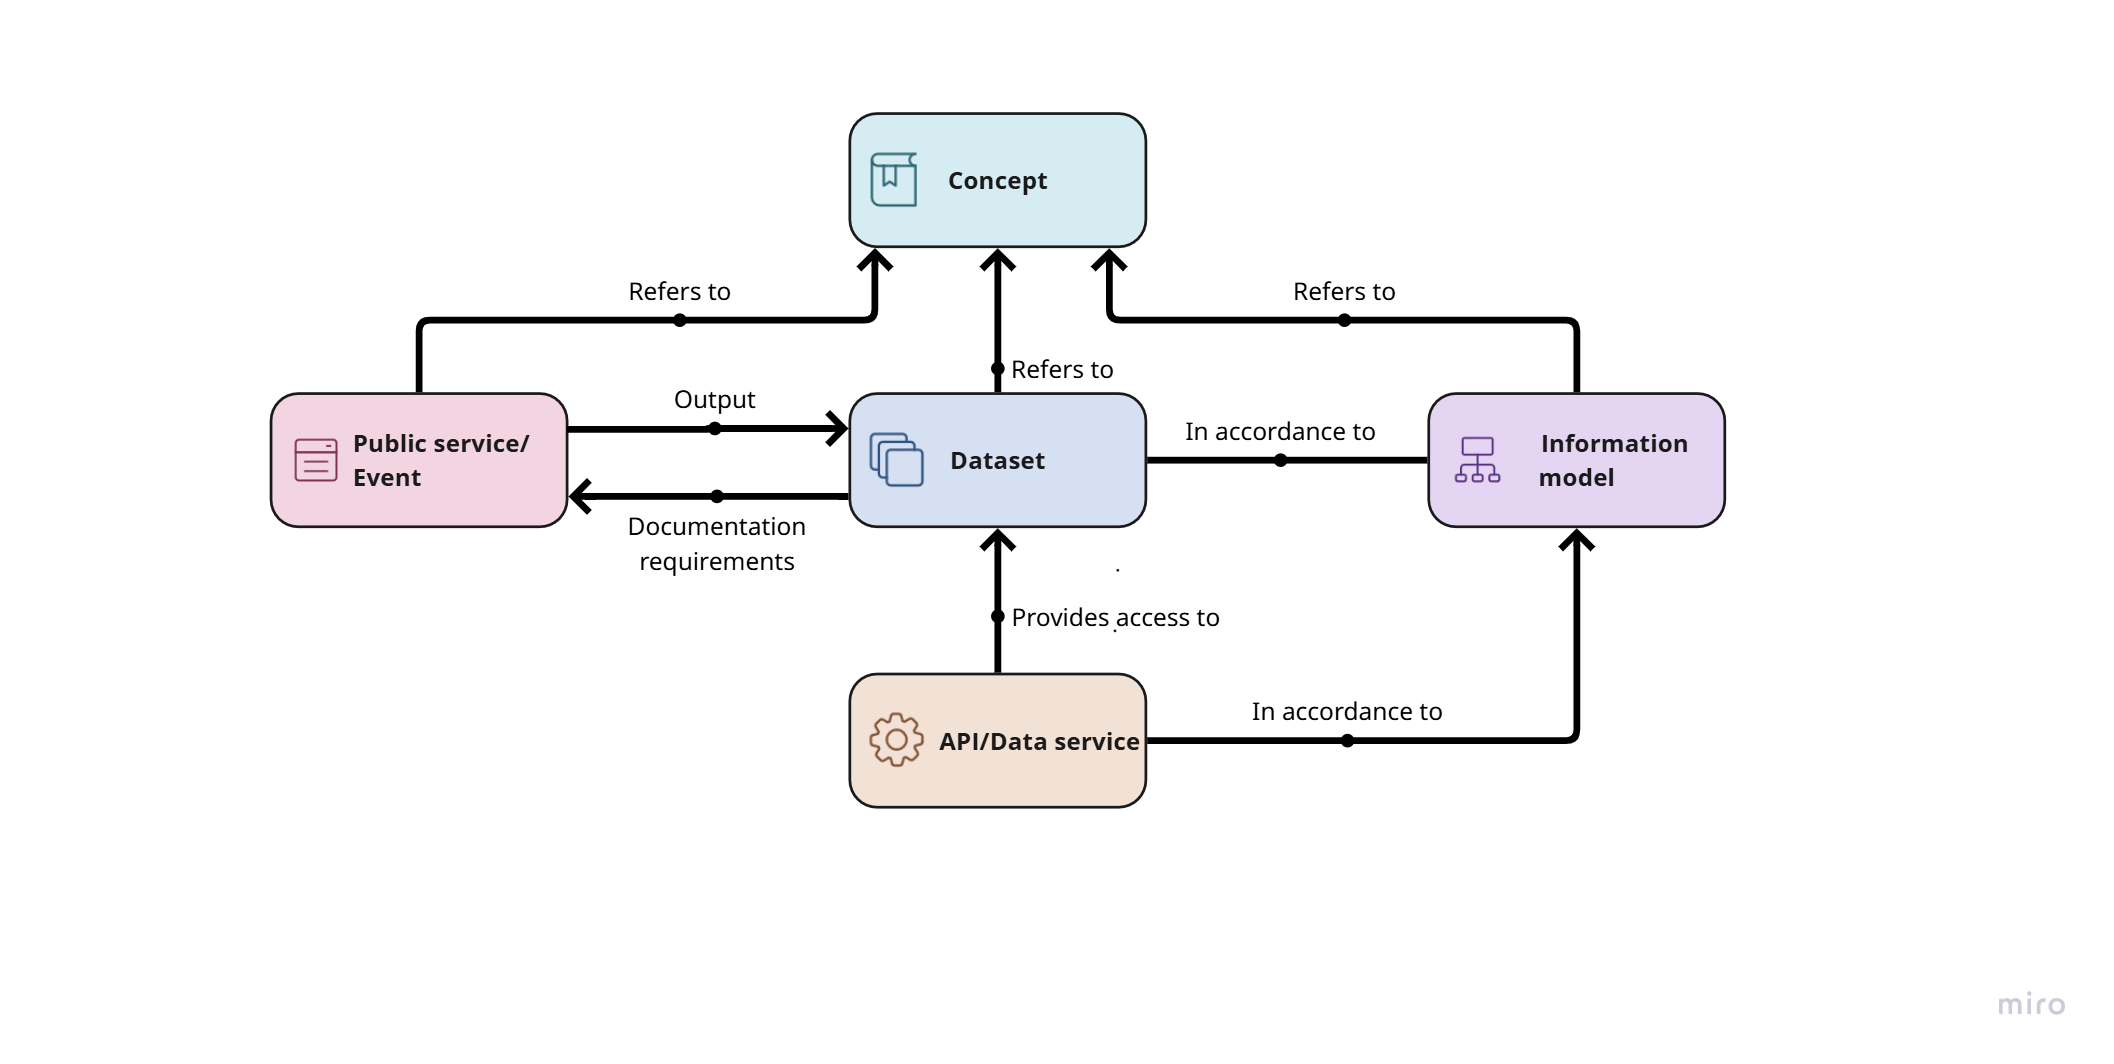 Concept
Refers to
Refers to
Refers to
Output
In accordance to
Public service/
Event
Dataset
Information
model
Documentation
requirements
Provides access to
API/Data service
In accordance to
miro